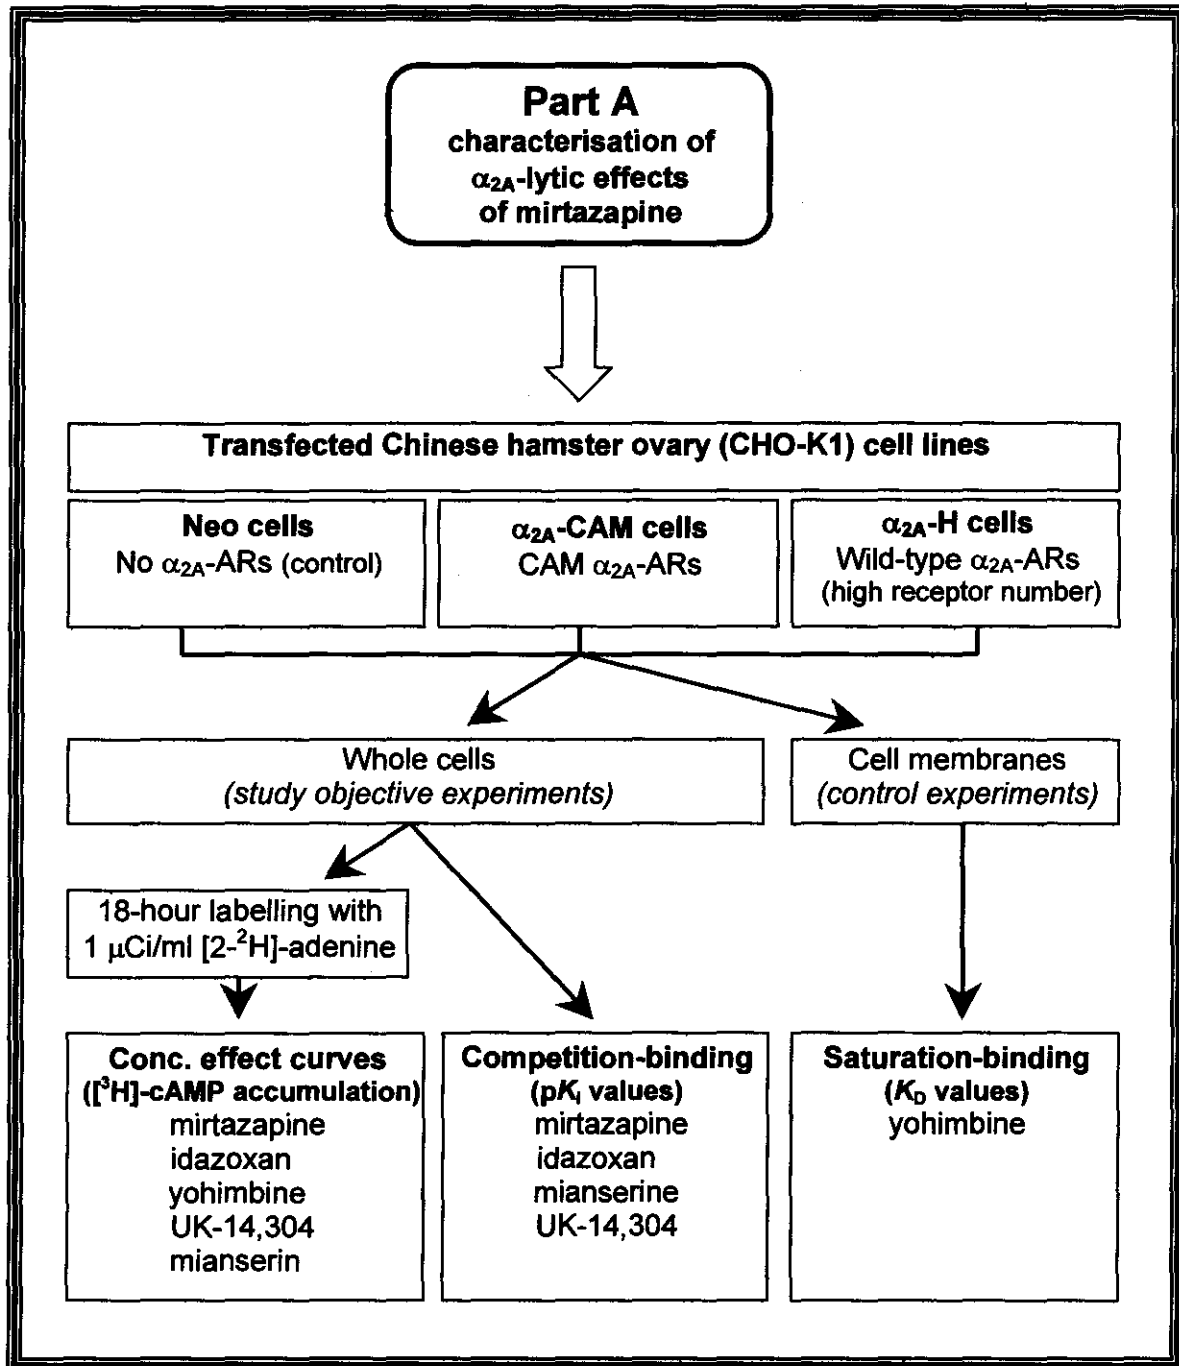 Part A
characterisation of
α2A-lytic effects
of mirtazapine
Transfected Chinese hamster ovary (CHO-K1) cell lines
Neo cells
No α2A-ARs (control)
α2A-CAM cells
CAM α2A-ARs
α2A-H cells
Wild-type α2A-ARs
(high receptor number)
Whole cells
(study objective experiments)
Cell membranes
(control experiments)
18-hour labelling with
1 μCi/ml [2-²H]-adenine
Conc. effect curves
([³H]-cAMP accumulation)
mirtazapine
idazoxan
yohimbine
UK-14,304
mianserin
Competition-binding
(pKi values)
mirtazapine
idazoxan
mianserine
UK-14,304
Saturation-binding
(KD values)
yohimbine